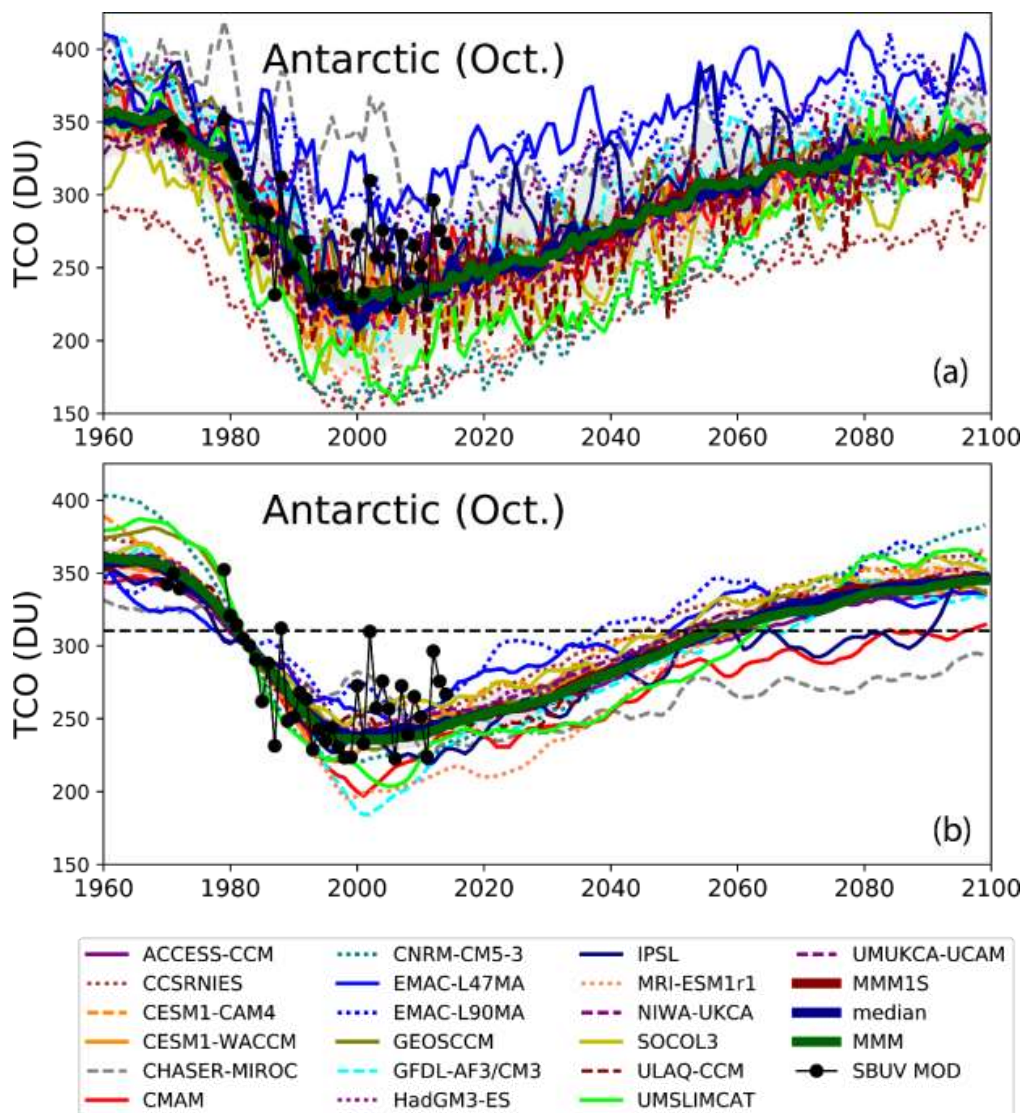 Antarctic (Oct.)
TCO (DU)
400
350
300
250
200
150
(a)
1960 1980 2000 2020 2040 2060 2080 2100
Antarctic (Oct.)
TCO (DU)
400
350
300
250
200
150
(b)
1960 1980 2000 2020 2040 2060 2080 2100
ACCESS-CCM CNRM-CM5-3 IPSL UMUKCA-UCAM
CCSRNIES EMAC-L47MA MRI-ESM1r1 MMM1S
CESM1-CAM4 EMAC-L90MA NIWA-UKCA median
CESM1-WACCM GEOSCCM SOCOL3 MMM
CHASER-MIROC GFDL-AF3/CM3 ULAQ-CCM SBUV MOD
CMAM HadGM3-ES UMSLIMCAT